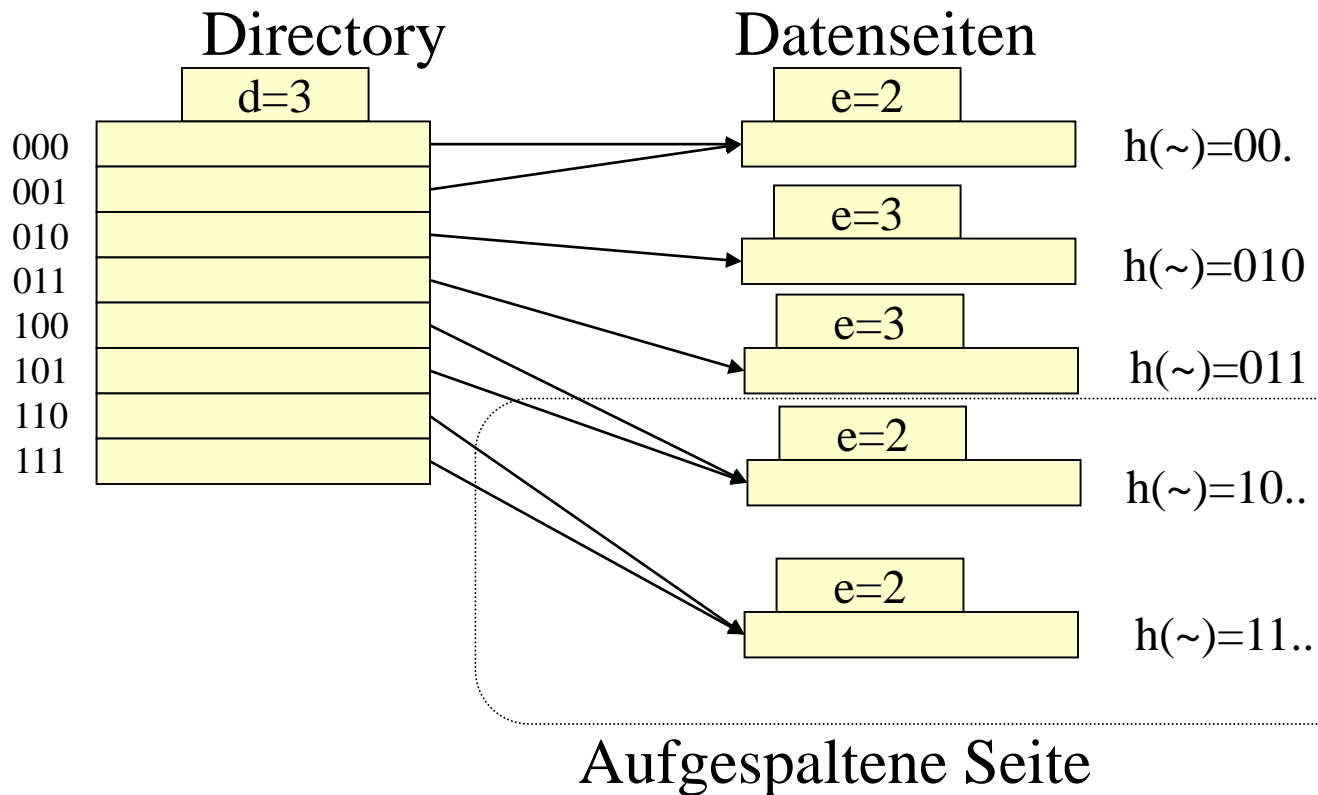 Directory
Datenseiten
d=3
e=2
000
h(~)=00.
001
e=3
010
h(~)=010
011
e=3
100
h(~)=011
101
e=2
110
111
h(~)=10..
e=2
h(~)=11..
Aufgespaltene Seite